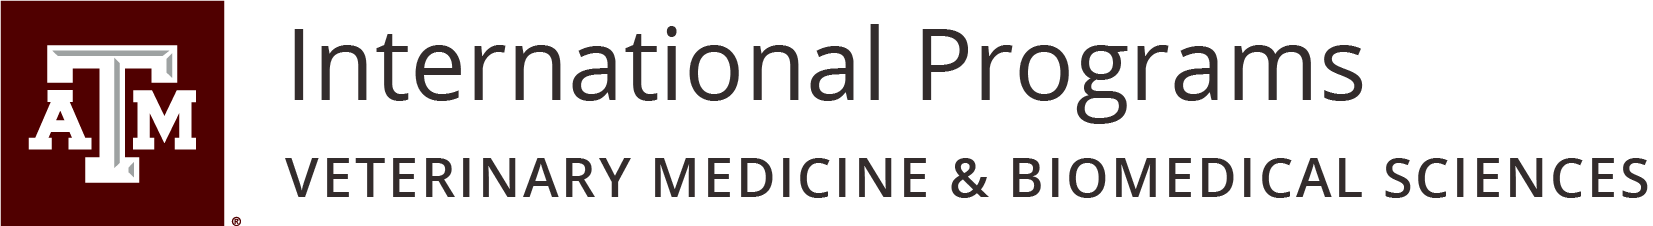 ATM
International Programs
VETERINARY MEDICINE & BIOMEDICAL SCIENCES
®